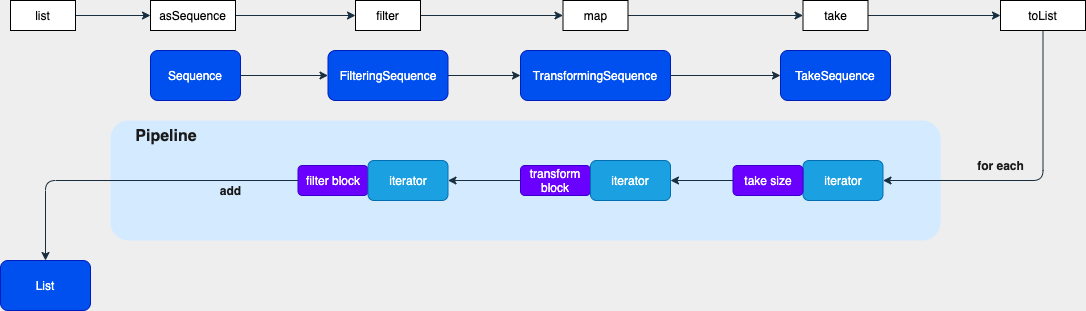 list
asSequence
filter
map
take
toList
Sequence
FilteringSequence
TransformingSequence
TakeSequence
Pipeline
for each
filter block
iterator
transform
block
iterator
take size
iterator
add
List